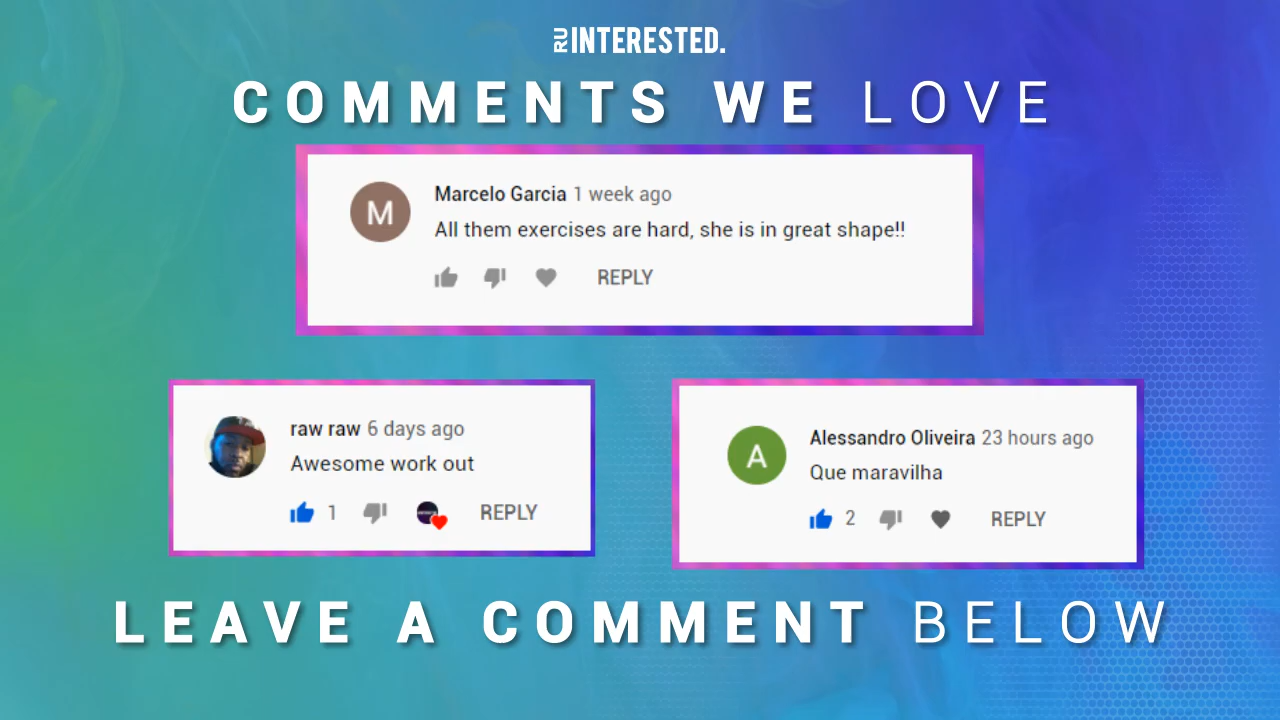 RU INTERESTED.
COMMENTS WE LOVE
M
Marcelo Garcia 1 week ago
All them exercises are hard, she is in great shape!!
REPLY
raw raw 6 days ago
Awesome work out
1 REPLY
A
Alessandro Oliveira 23 hours ago
Que maravilha
2 REPLY
LEAVE A COMMENT BELOW